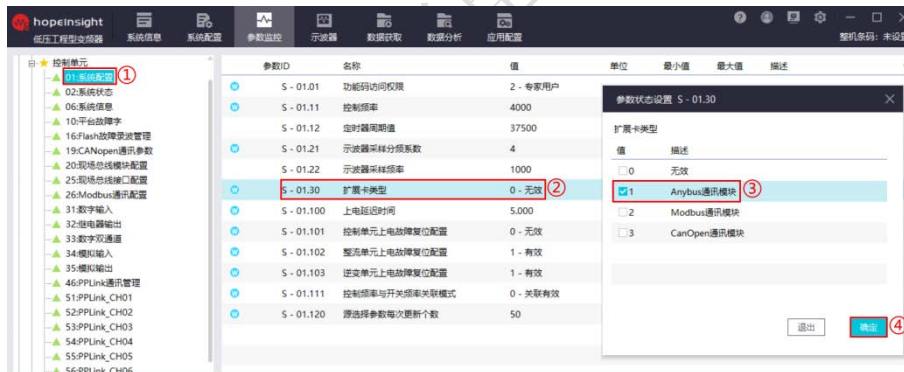 hopeinsight
低压工程型变频器
系统信息
系统配置
参数监控
示波器
数据获取
数据分析
应用配置
整机条码: 未设
控制单元
01:系统配置 ①
02:系统状态
06:系统信息
10:平台故障字
16:Flash故障录波管理
19:CANopen通讯参数
20:现场总线模块配置
25:现场总线接口配置
26:Modbus通讯配置
31:数字输入
32:继电器输出
33:数字双通道
34:模拟输入
35:模拟输出
46:PPLink通讯管理
51:PPLink_CH01
52:PPLink_CH02
53:PPLink_CH03
54:PPLink_CH04
55:PPLink_CH05
56:PPLink_CH06
参数ID 名称 值 单位 最小值 最大值 描述
S - 01.01 功能码访问权限 2 - 专家用户
S - 01.11 控制频率 4000
S - 01.12 定时器周期值 37500
S - 01.21 示波器采样分频系数 4
S - 01.22 示波器采样频率 1000
S - 01.30 扩展卡类型 0 - 无效 ②
S - 01.100 上电延迟时间 5.000
S - 01.101 控制单元上电故障复位配置 0 - 无效
S - 01.102 整流单元上电故障复位配置 1 - 有效
S - 01.103 逆变单元上电故障复位配置 1 - 有效
S - 01.111 控制频率与开关频率关联模式 0 - 关联有效
S - 01.120 源选择参数每次更新个数 50
参数状态设置 S - 01.30
扩展卡类型
值 描述
0 无效
1 Anybus通讯模块 ③
2 Modbus通讯模块
3 CanOpen通讯模块
退出 确定 ④